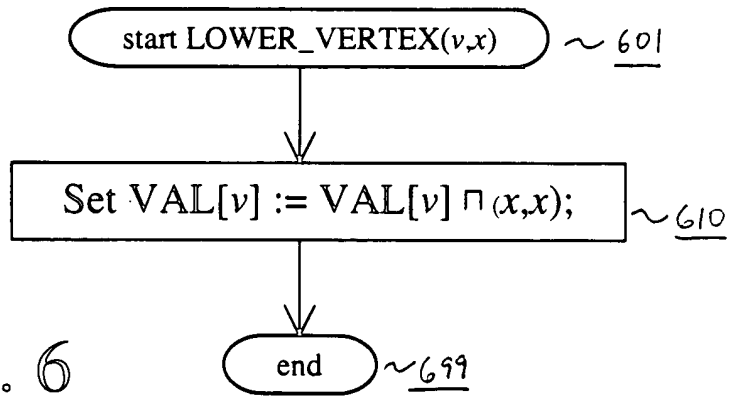 start LOWER_VERTEX(v,x) ~ 601
Set VAL[v] := VAL[v] ⊓ (x,x); ~ 610
end ~ 699
. 6